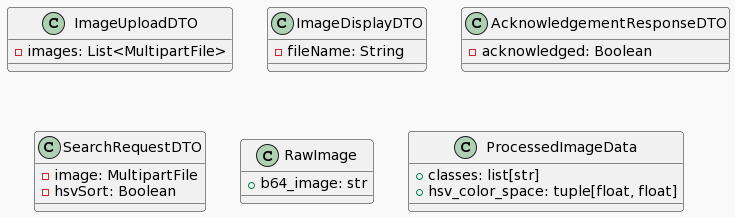 C ImageUploadDTO
images: List<MultipartFile>
C ImageDisplayDTO
fileName: String
C AcknowledgementResponseDTO
acknowledged: Boolean
C SearchRequestDTO
image: MultipartFile
hsvSort: Boolean
C RawImage
b64_image: str
C ProcessedImageData
classes: list[str]
hsv_color_space: tuple[float, float]